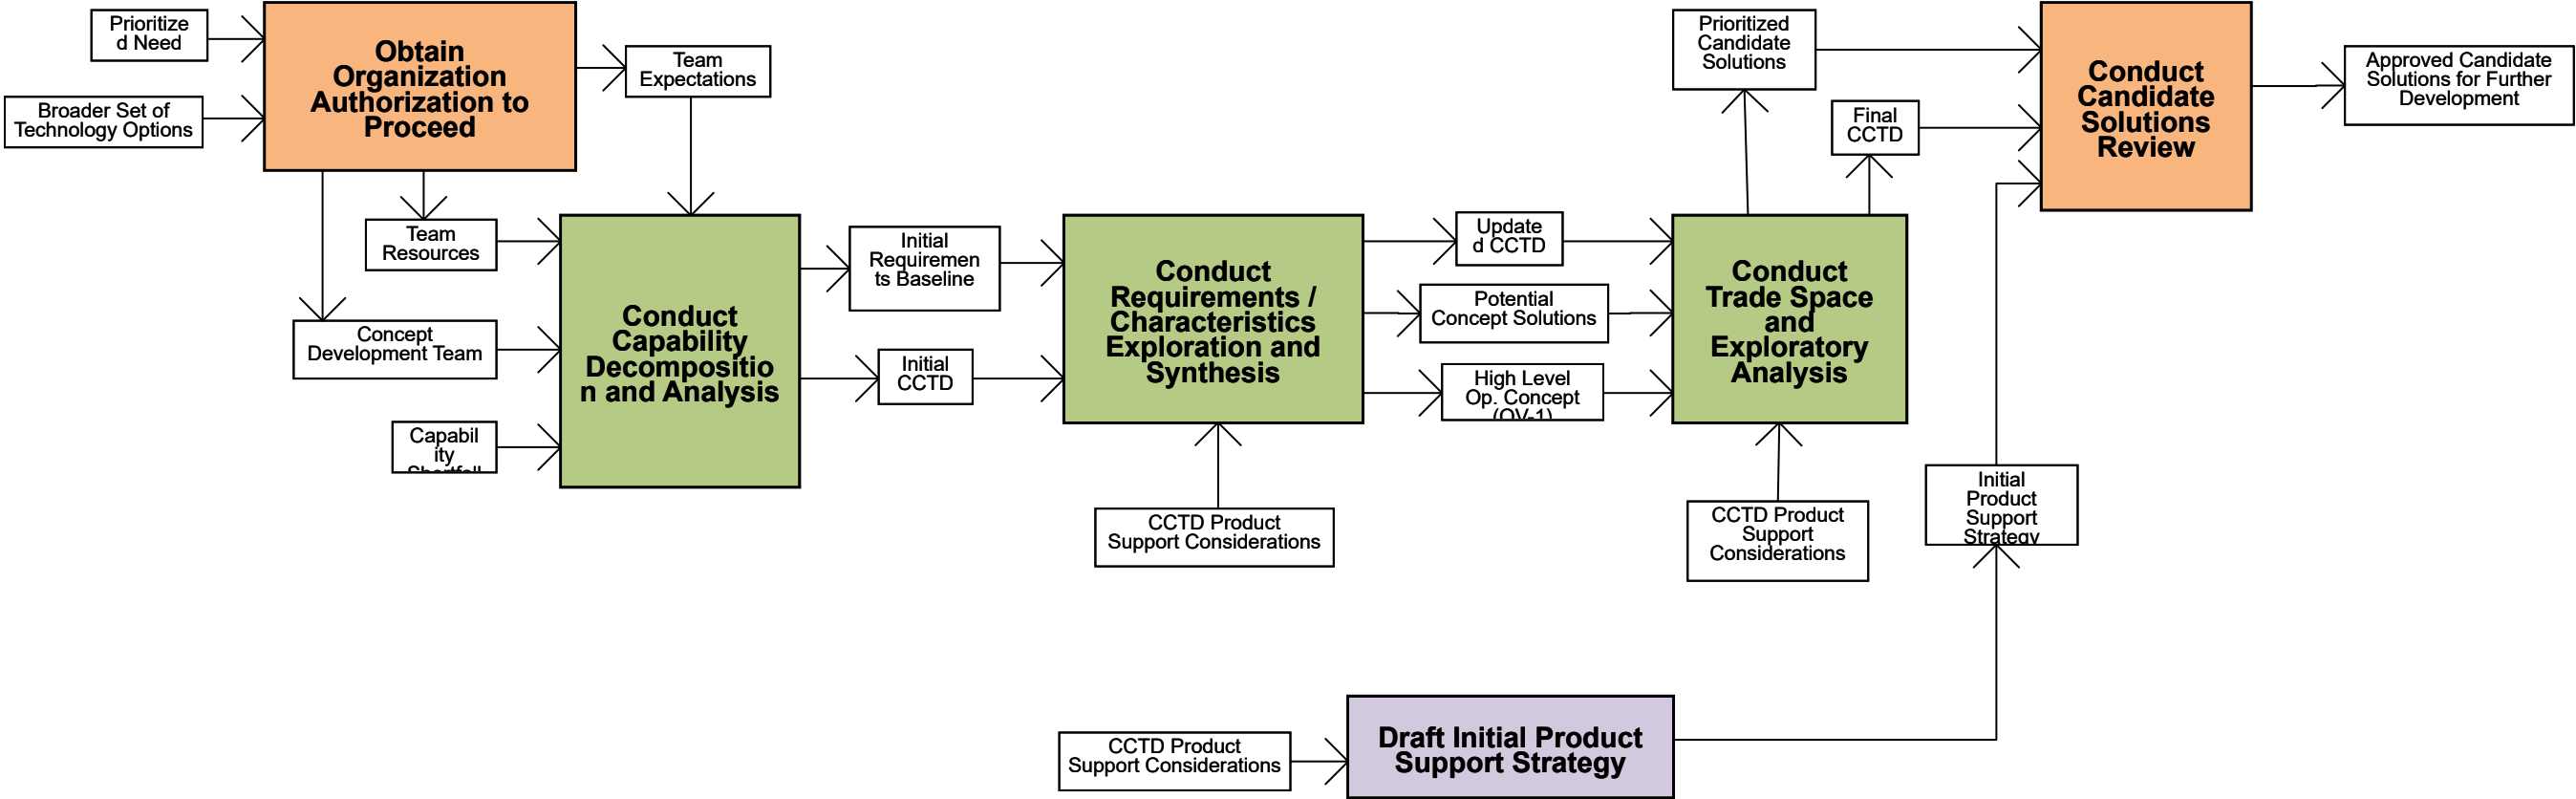 Prioritize
d Need
Broader Set of
Technology Options
Obtain
Organization
Authorization to
Proceed
Team
Expectations
Team
Resources
Concept
Development Team
Capabil
ity
Shortfall
Conduct
Capability
Decompositio
n and Analysis
Initial
Requiremen
ts Baseline
Initial
CCTD
Conduct
Requirements /
Characteristics
Exploration and
Synthesis
CCTD Product
Support Considerations
Update
d CCTD
Potential
Concept Solutions
High Level
Op. Concept
(OV-1)
Conduct
Trade Space
and
Exploratory
Analysis
CCTD Product
Support
Considerations
Prioritized
Candidate
Solutions
Final
CCTD
Initial
Product
Support
Strategy
Conduct
Candidate
Solutions
Review
Approved Candidate
Solutions for Further
Development
CCTD Product
Support Considerations
Draft Initial Product
Support Strategy